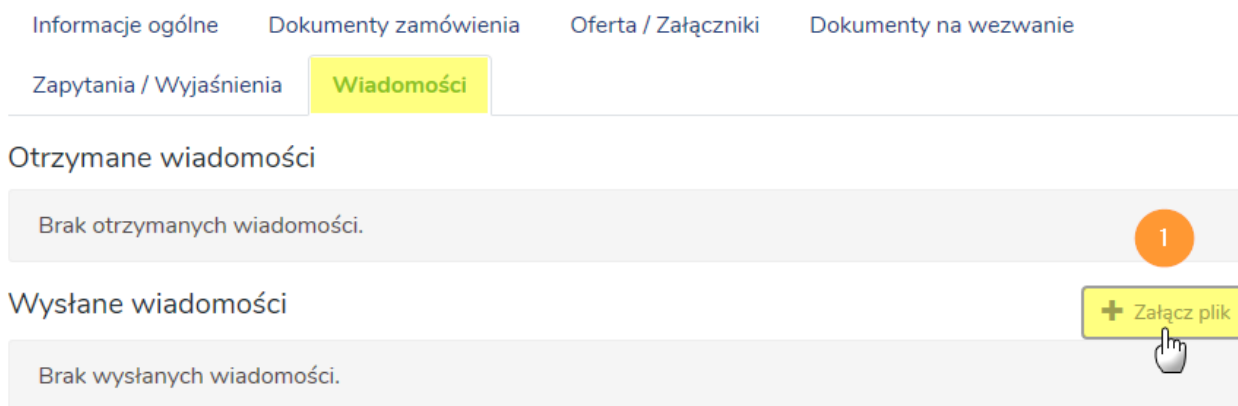 Informacje ogólne Dokumenty zamówienia Oferta / Załączniki Dokumenty na wezwanie
Zapytania / Wyjaśnienia Wiadomości
Otrzymane wiadomości
Brak otrzymanych wiadomości.
1
Wysłane wiadomości
+ Załącz plik
Brak wysłanych wiadomości.